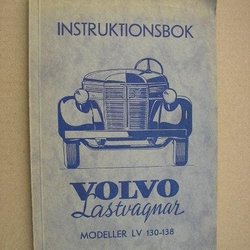 INSTRUKTIONSBOK
VOLVO
Lastvagnar
MODELLER LV 130-138